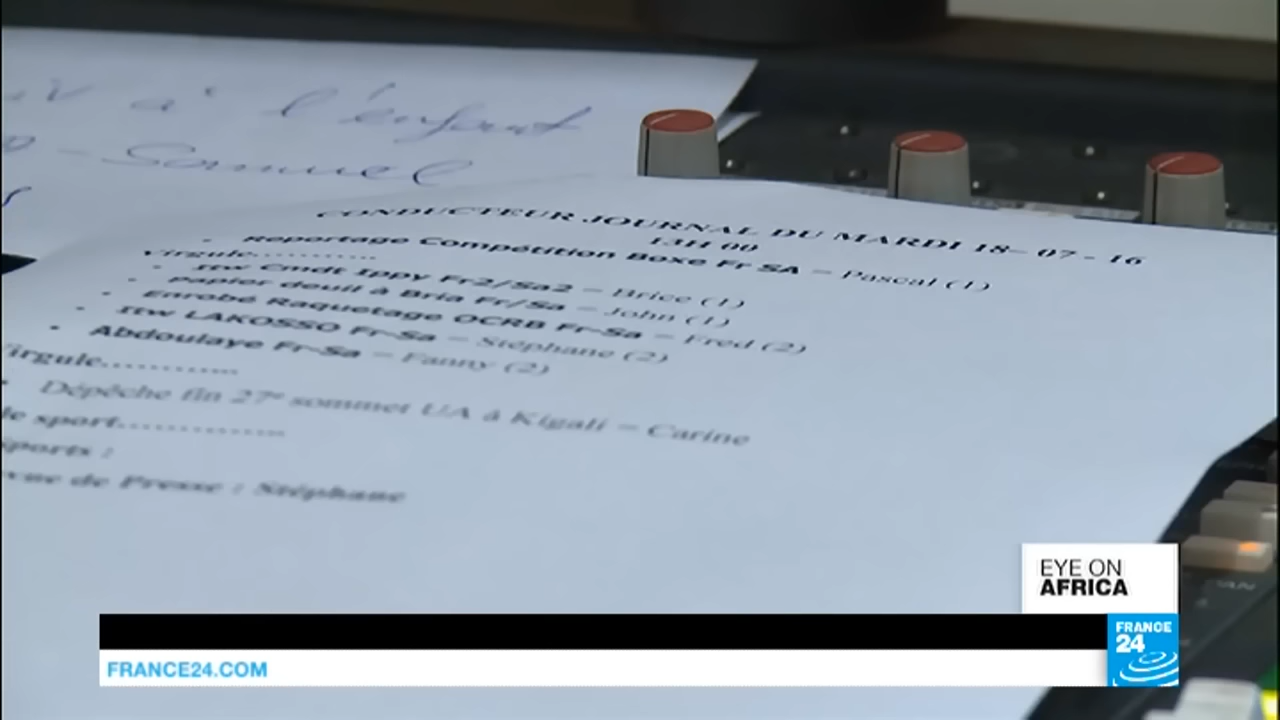 à l'enfant
- Samuel
CONDUCTEUR JOURNAL DU MARDI 18- 07 - 16
13H 00
• Reportage Compétition Boxe Fr SA – Pascal (1)
Virgule............
• Itw Cmdt Ippy Fr2/Sa2 – Brice (1)
• Papier deuil à Bria Fr/Sa – John (1)
• Enrobé Raquetage OCRB Fr-Sa – Fred (2)
• Itw LAKOSSO Fr-Sa – Stéphane (2)
• Abdoulaye Fr-Sa – Fanny (2)
irgule............
• Dépêche fin 27e sommet UA à Kigali – Carine
sport...............
ports :
de Presse : Stéphane
EYE ON
AFRICA
FRANCE
24
FRANCE24.COM